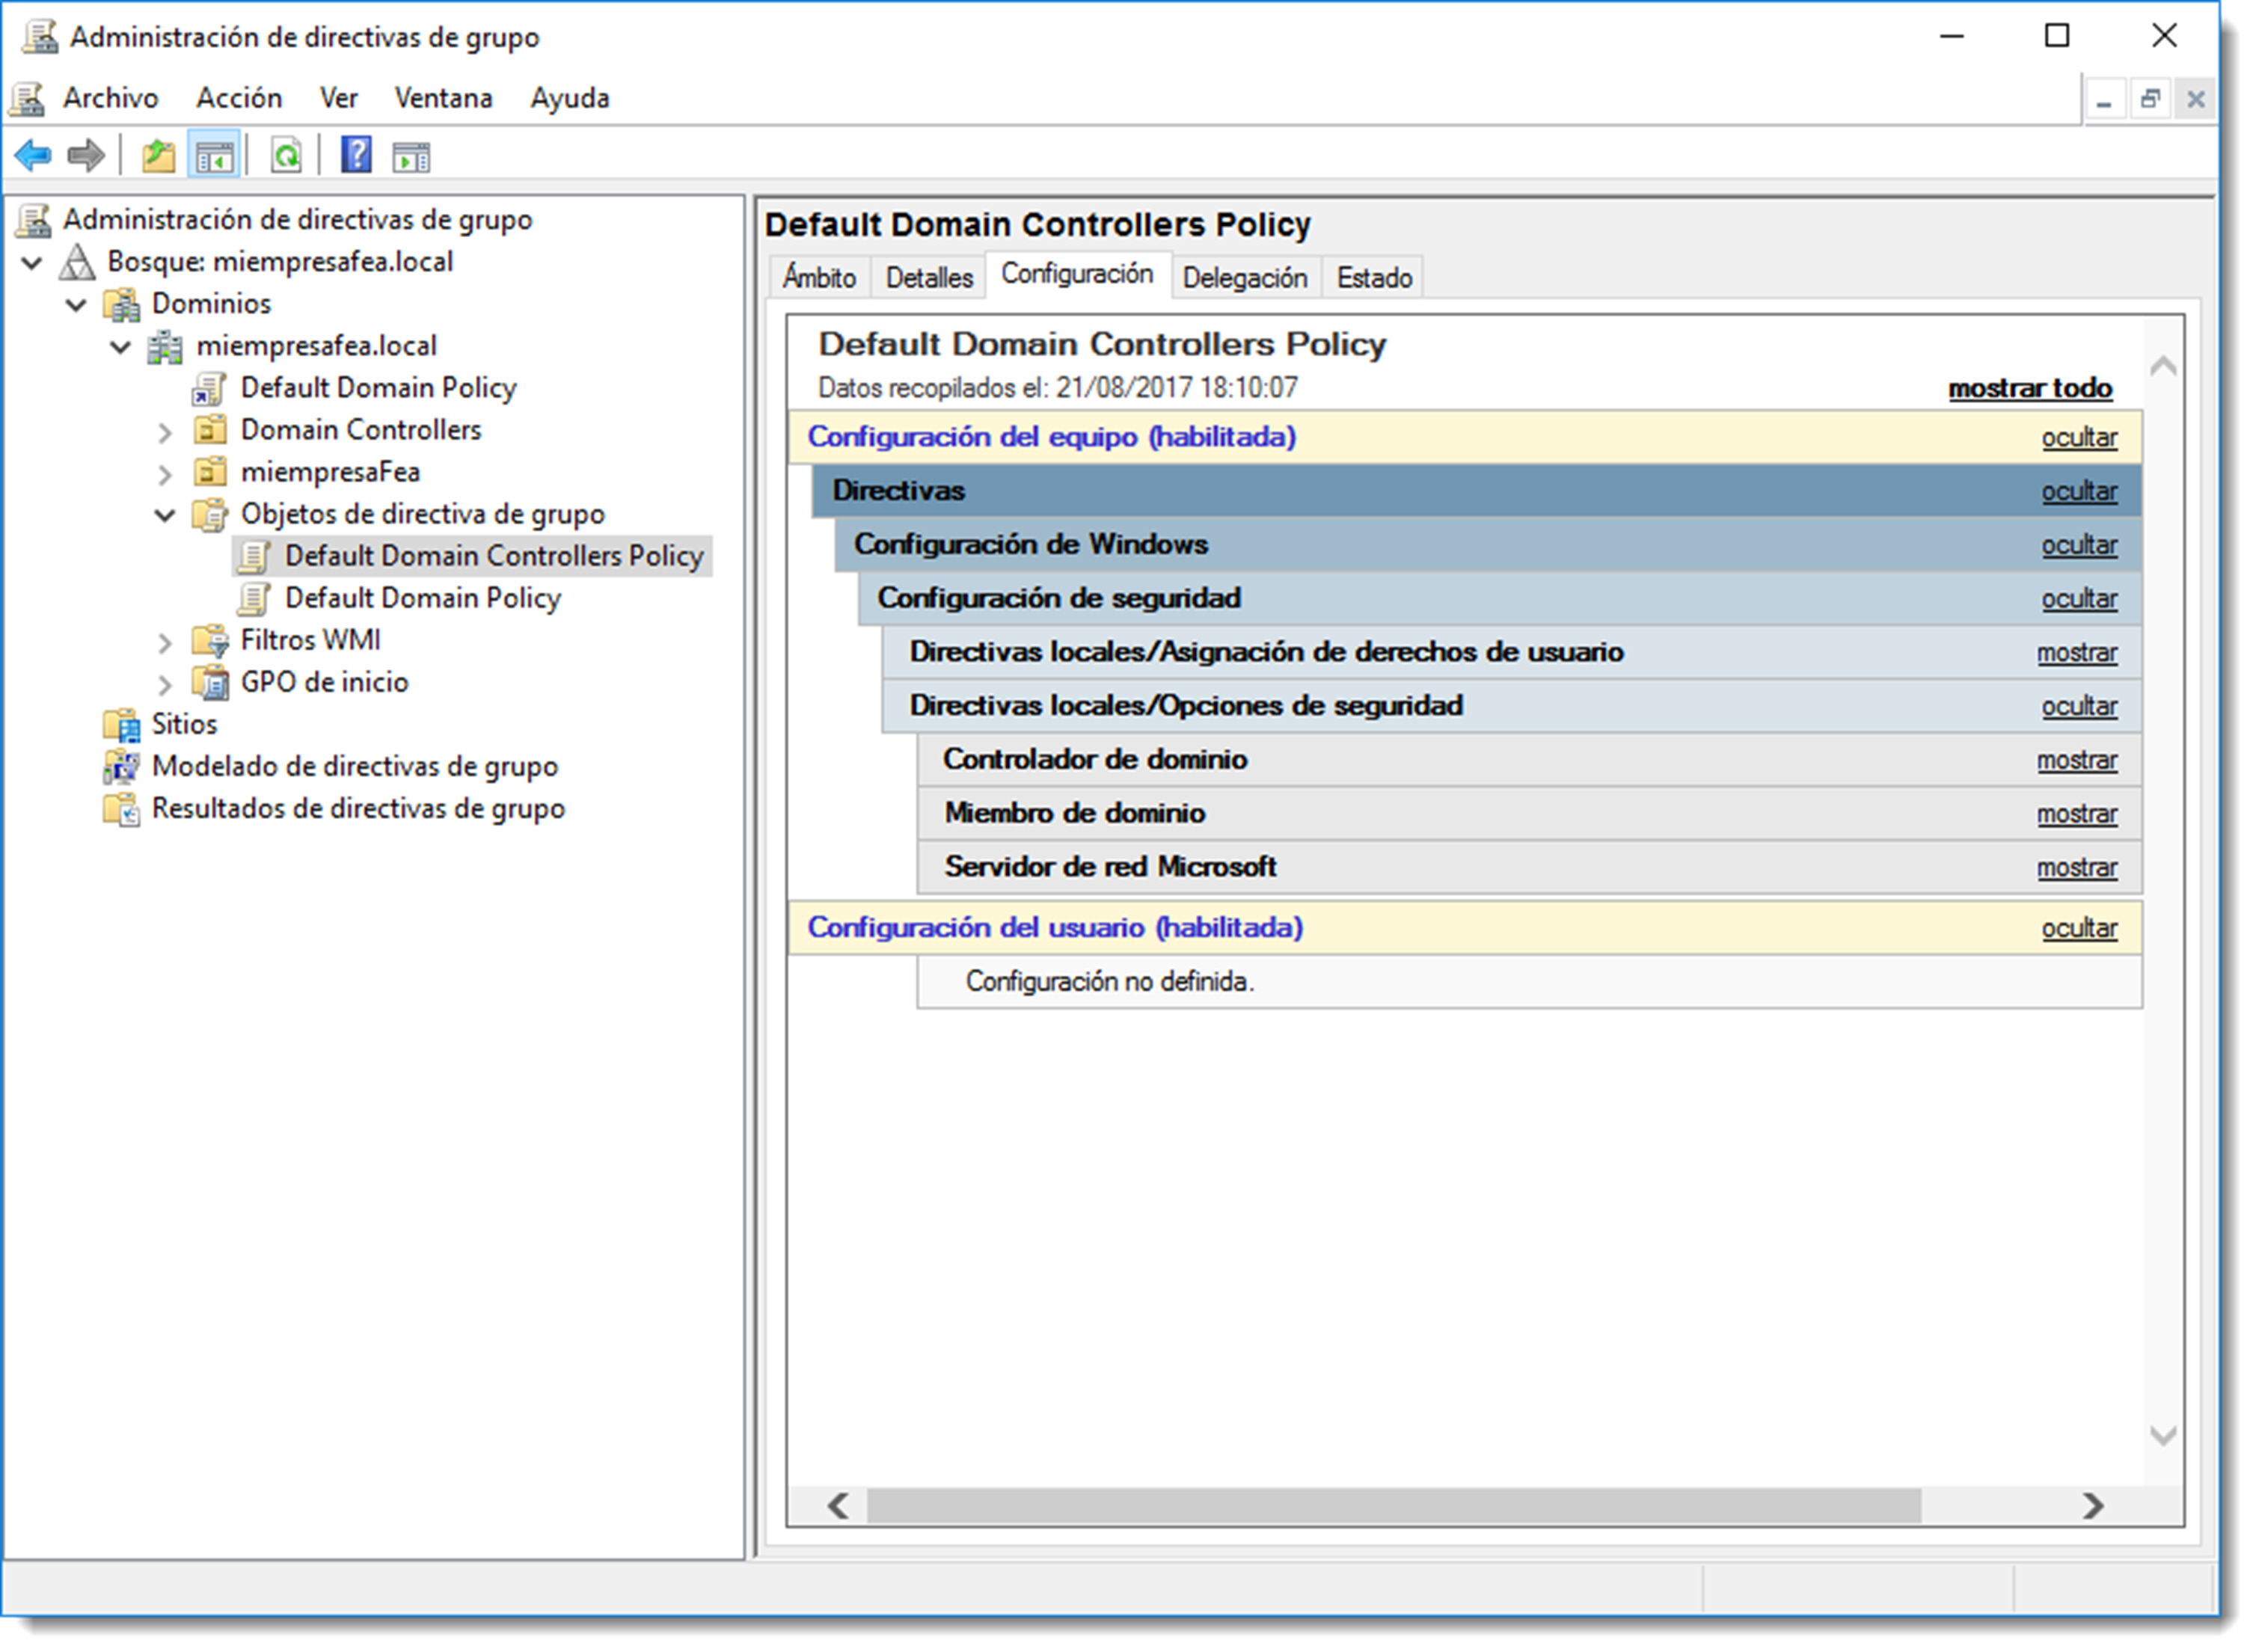 Administración de directivas de grupo
Archivo Acción Ver Ventana Ayuda
Administración de directivas de grupo
Bosque: miempresafea.local
Dominios
miempresafea.local
Default Domain Policy
Domain Controllers
miempresaFea
Objetos de directiva de grupo
Default Domain Controllers Policy
Default Domain Policy
Filtros WMI
GPO de inicio
Sitios
Modelado de directivas de grupo
Resultados de directivas de grupo
Default Domain Controllers Policy
Ámbito Detalles Configuración Delegación Estado
Default Domain Controllers Policy
Datos recopilados el: 21/08/2017 18:10:07 mostrar todo
Configuración del equipo (habilitada) ocultar
Directivas ocultar
Configuración de Windows ocultar
Configuración de seguridad ocultar
Directivas locales/Asignación de derechos de usuario mostrar
Directivas locales/Opciones de seguridad ocultar
Controlador de dominio mostrar
Miembro de dominio mostrar
Servidor de red Microsoft mostrar
Configuración del usuario (habilitada) ocultar
Configuración no definida.